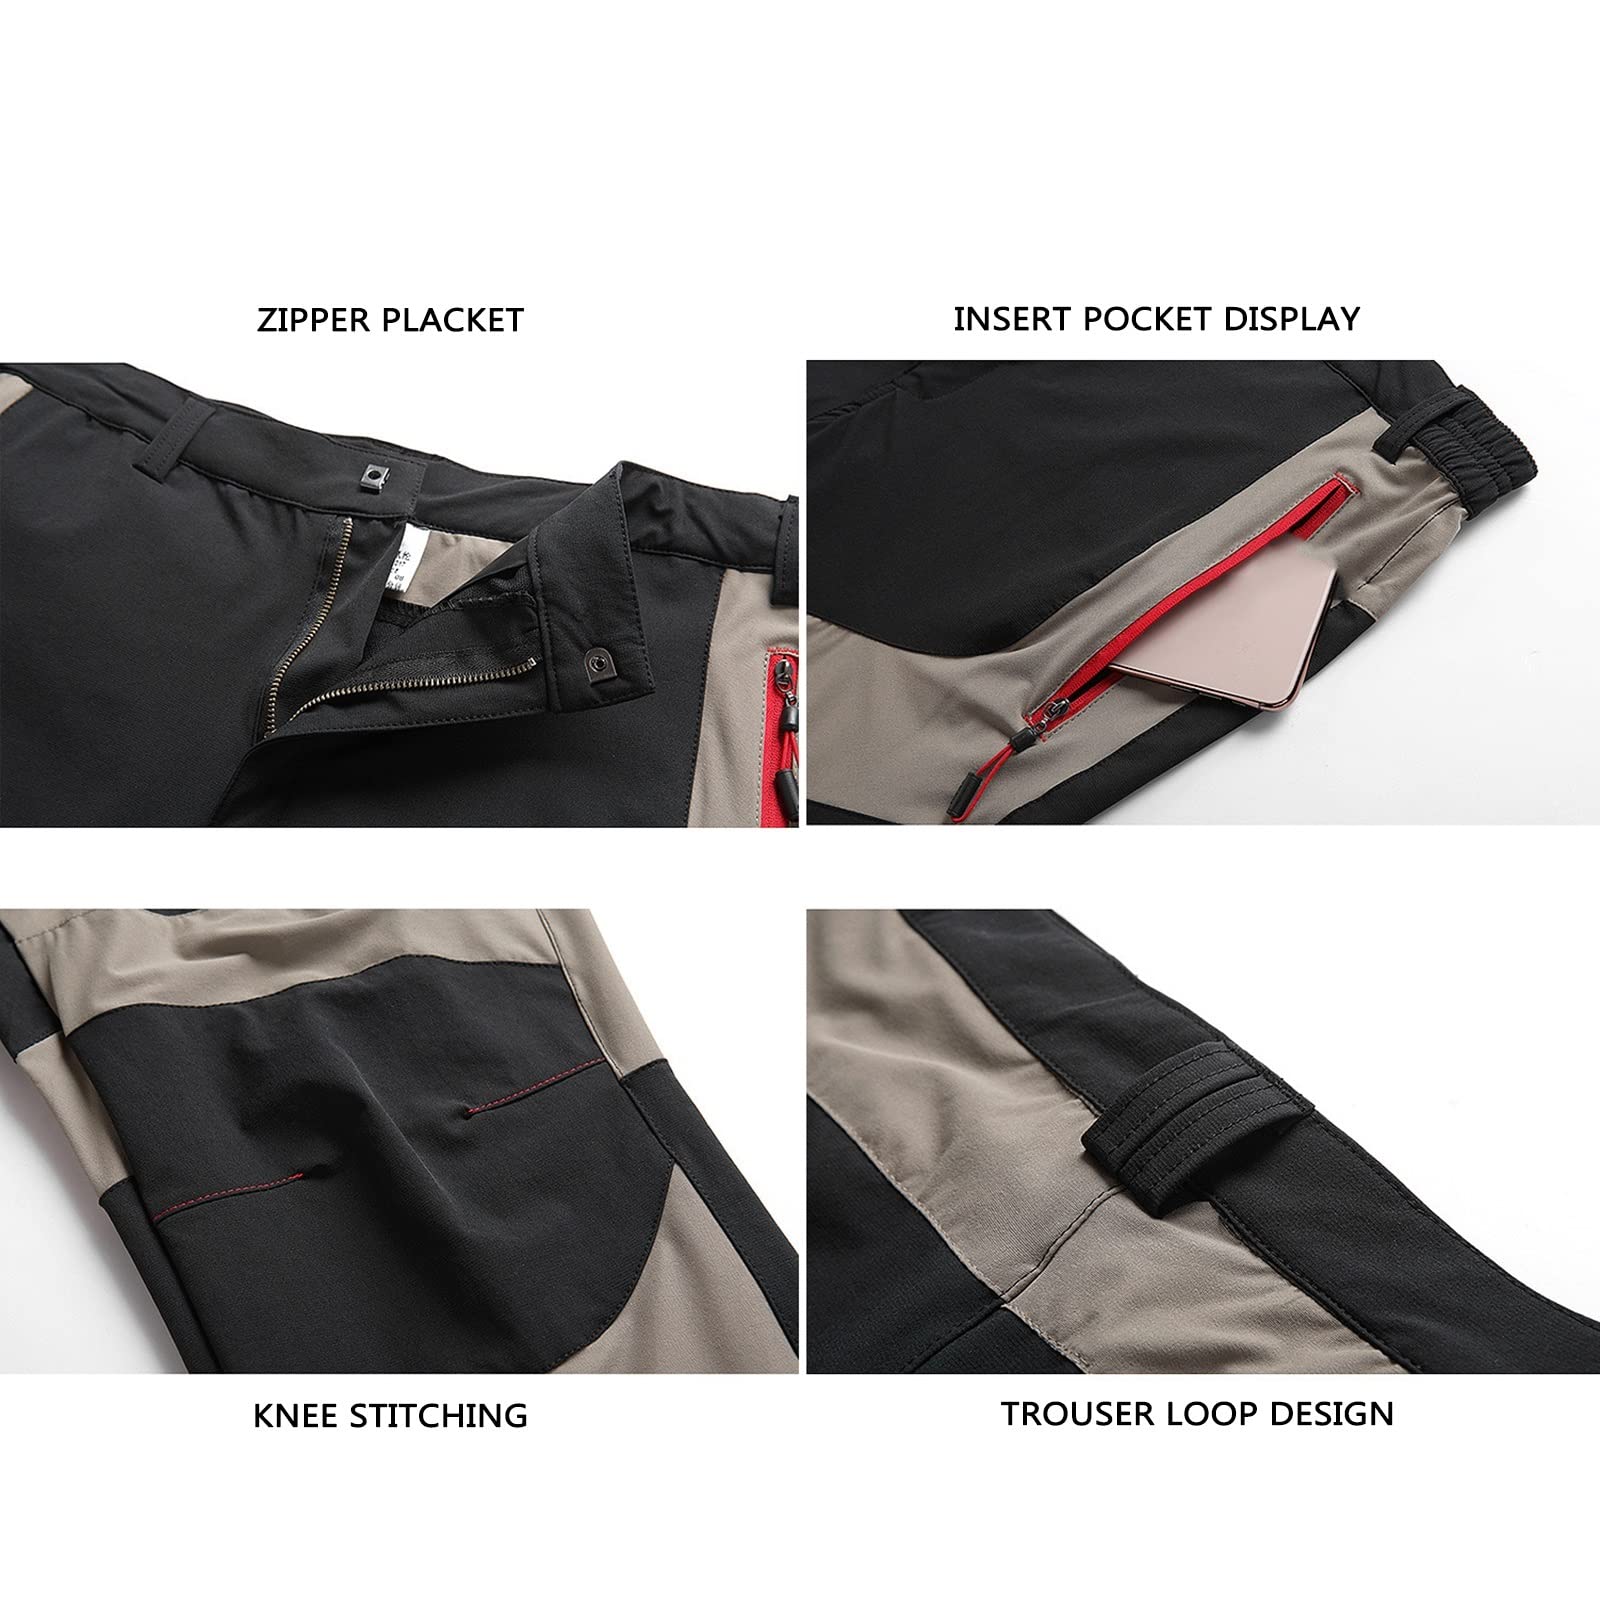 ZIPPER PLACKET
INSERT POCKET DISPLAY
KNEE STITCHING
TROUSER LOOP DESIGN